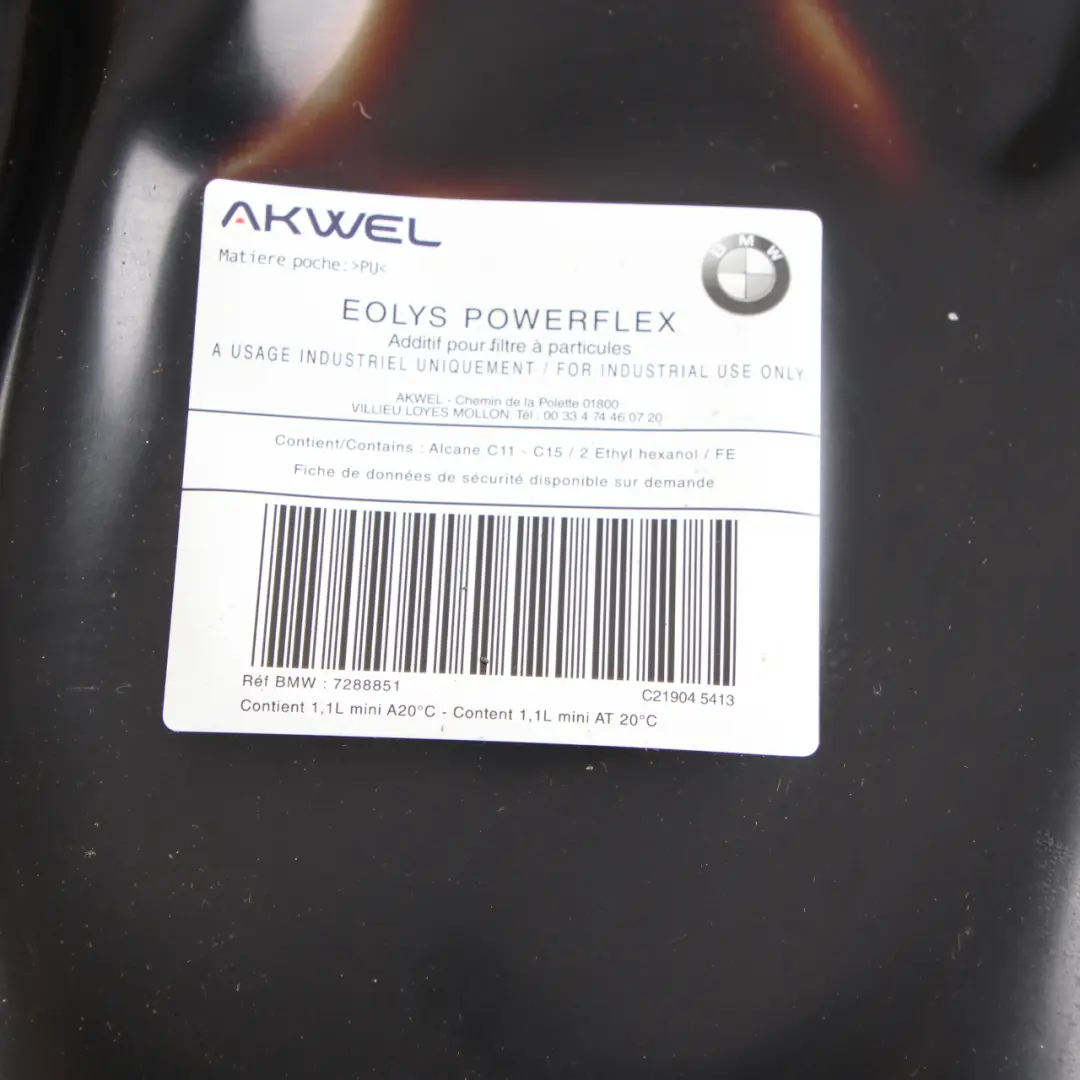 AKWEL
Matiere poche:>PU<
BMW
EOLYS POWERFLEX
Additif pour filtre à particules
A USAGE INDUSTRIEL UNIQUEMENT / FOR INDUSTRIAL USE ONLY
AKWEL - Chemin de la Polette 01800
VILLIEU LOYES MOLLON. Tél : 00 33 4 74 46 07 20
Contient/Contains : Alcane C11 - C15 / 2 Ethyl hexanol / FE
Fiche de données de sécurité disponible sur demande
Réf BMW : 7288851
C21904 5413
Contient 1,1L mini A20°C - Content 1,1L mini AT 20°C